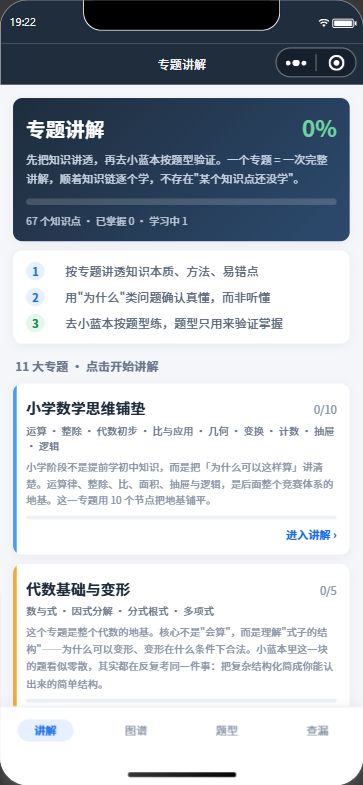 19:22
专题讲解
专题讲解
0%
先把知识讲透，再去小蓝本按题型验证。一个专题 = 一次完整
讲解，顺着知识链逐个学，不存在"某个知识点还没学"。
67 个知识点 · 已掌握 0 · 学习中 1
1 按专题讲透知识本质、方法、易错点
2 用"为什么"类问题确认真懂，而非听懂
3 去小蓝本按题型练，题型只用来验证掌握
11 大专题 · 点击开始讲解
小学数学思维铺垫 0/10
运算 · 整除 · 代数初步 · 比与应用 · 几何 · 变换 · 计数 · 抽屉
· 逻辑
小学阶段不是提前学初中知识，而是把「为什么可以这样算」讲清
楚。运算律、整除、比、面积、抽屉与逻辑，是后面整个竞赛体系的
地基。这一专题用 10 个节点把地基铺平。
进入讲解 ›
代数基础与变形 0/5
数与式 · 因式分解 · 分式根式 · 多项式
这个专题是整个代数的地基。核心不是"会算"，而是理解"式子的结
构"——为什么可以变形、变形在什么条件下合法。小蓝本里这一块
的题看似零散，其实都在反复考同一件事：把复杂结构化简成你能认
出来的简单结构。
讲解 图谱 题型 查漏